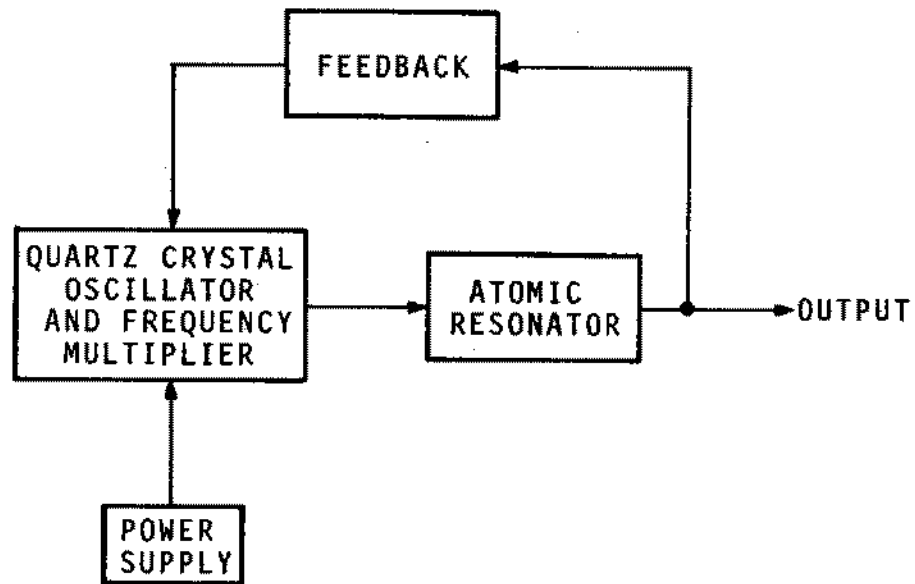 FEEDBACK
QUARTZ CRYSTAL
OSCILLATOR
AND FREQUENCY
MULTIPLIER
ATOMIC
RESONATOR
OUTPUT
POWER
SUPPLY